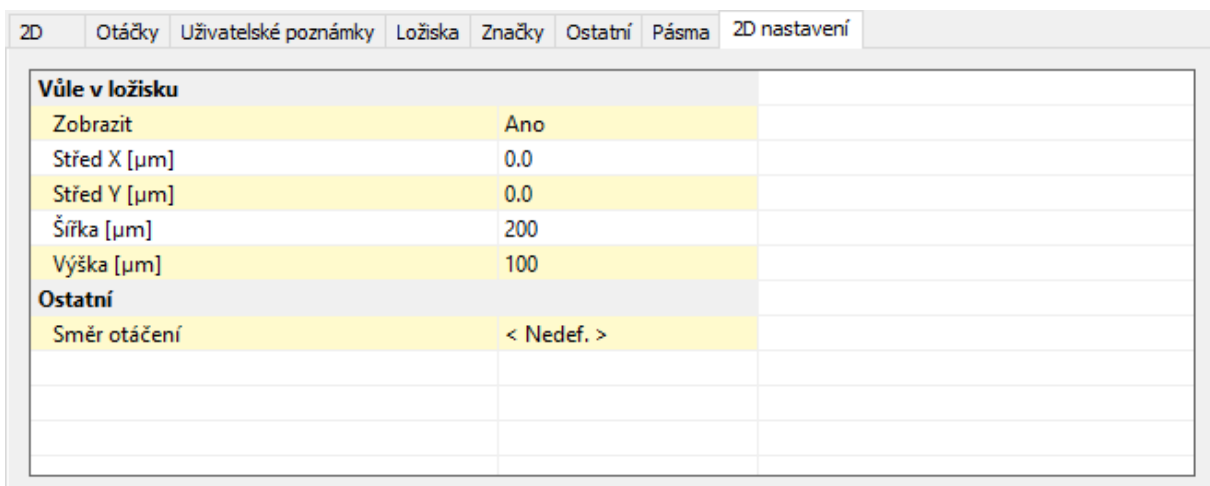 2D Otáčky Uživatelské poznámky Ložiska Značky Ostatní Pásma 2D nastavení
Vůle v ložisku
Zobrazit Ano
Střed X [µm] 0.0
Střed Y [µm] 0.0
Šířka [µm] 200
Výška [µm] 100
Ostatní
Směr otáčení < Nedef. >